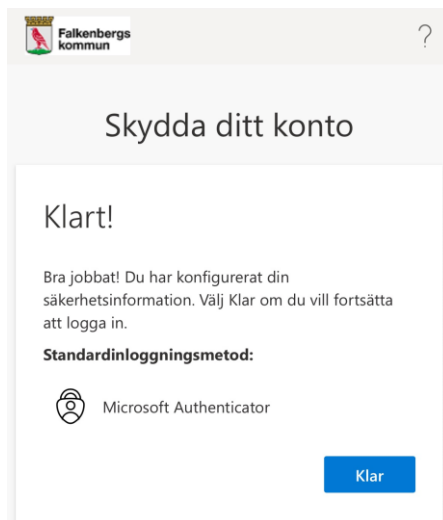 Falkenbergs
kommun
?
Skydda ditt konto
Klart!
Bra jobbat! Du har konfigurerat din
säkerhetsinformation. Välj Klar om du vill fortsätta
att logga in.
Standardinloggningsmetod:
Microsoft Authenticator
Klar